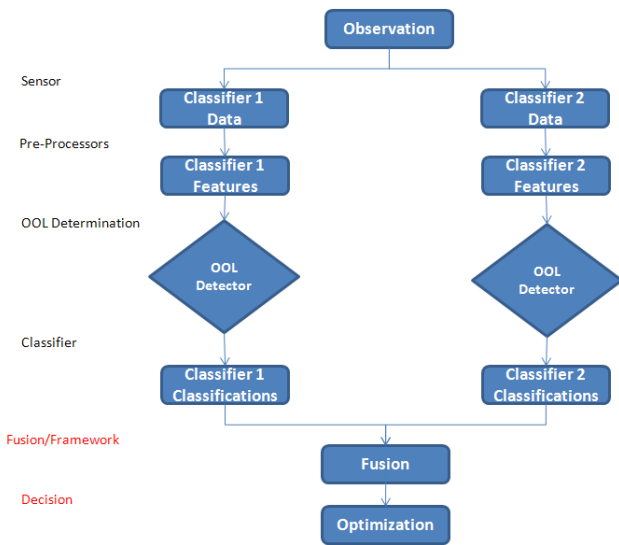 Observation
Sensor
Classifier 1
Data
Classifier 2
Data
Pre-Processors
Classifier 1
Features
Classifier 2
Features
OOL Determination
OOL
Detector
OOL
Detector
Classifier
Classifier 1
Classifications
Classifier 2
Classifications
Fusion/Framework
Fusion
Decision
Optimization